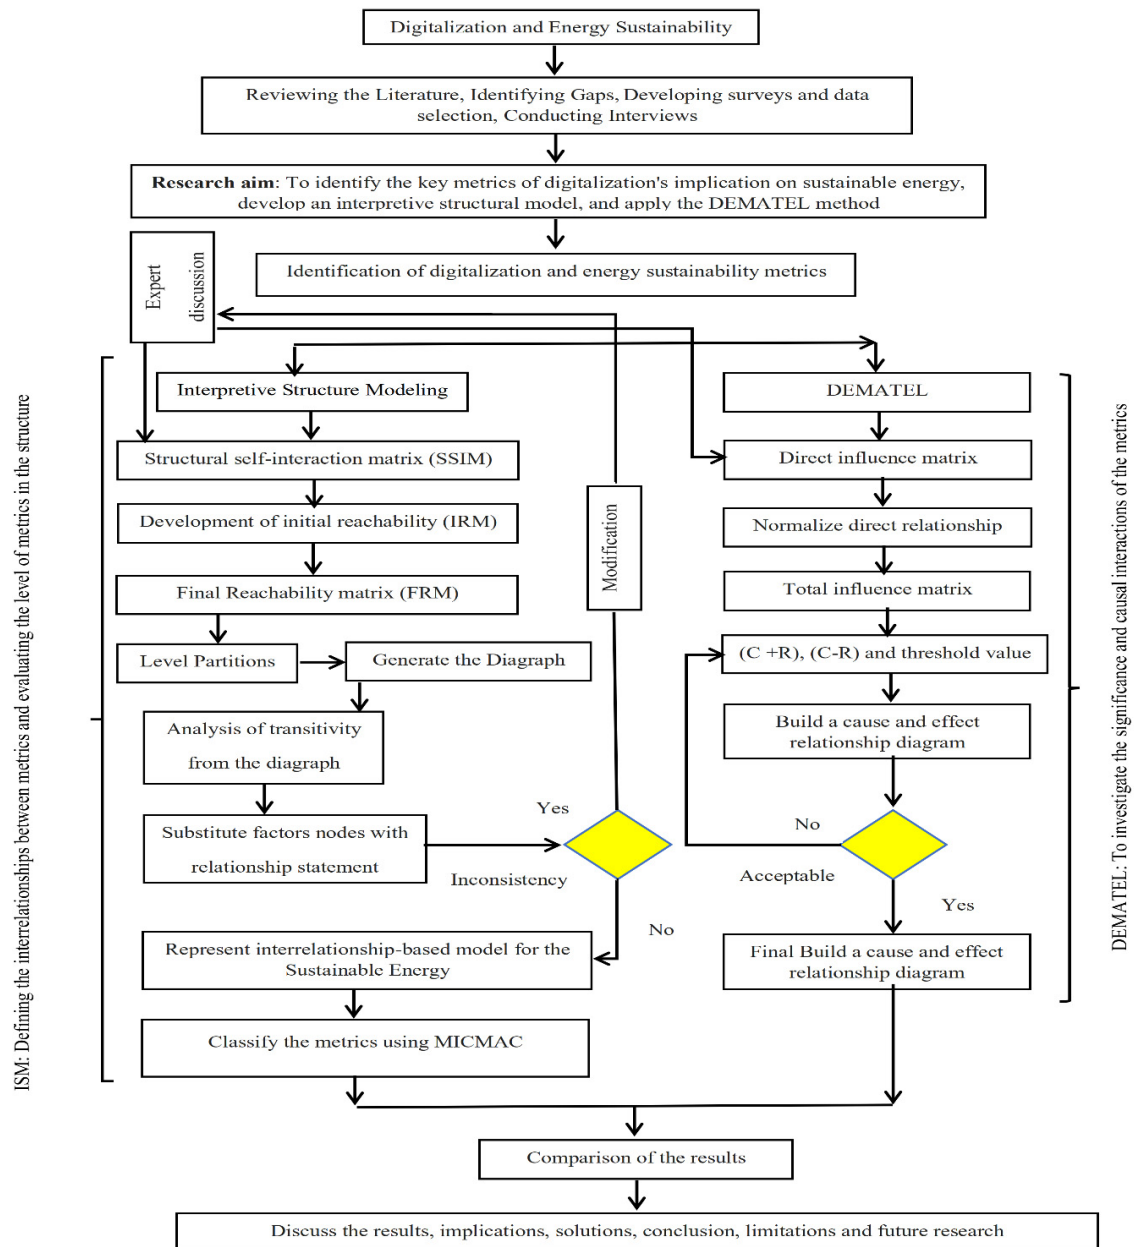 Digitalization and Energy Sustainability
Reviewing the Literature, Identifying Gaps, Developing surveys and data
selection, Conducting Interviews
Research aim: To identify the key metrics of digitalization's implication on sustainable energy,
develop an interpretive structural model, and apply the DEMATEL method
Identification of digitalization and energy sustainability metrics
Expert
discussion
ISM: Defining the interrelationships between metrics and evaluating the level of metrics in the structure
Interpretive Structure Modeling
Structural self-interaction matrix (SSIM)
Development of initial reachability (IRM)
Final Reachability matrix (FRM)
Level Partitions
Generate the Diagraph
Analysis of transitivity
from the diagraph
Substitute factors nodes with
relationship statement
Inconsistency
Yes
Modification
No
Represent interrelationship-based model for the
Sustainable Energy
Classify the metrics using MICMAC
DEMATEL
Direct influence matrix
Normalize direct relationship
Total influence matrix
(C +R), (C-R) and threshold value
Build a cause and effect
relationship diagram
No
Acceptable
Yes
Final Build a cause and effect
relationship diagram
DEMATEL: To investigate the significance and causal interactions of the metrics
Comparison of the results
Discuss the results, implications, solutions, conclusion, limitations and future research